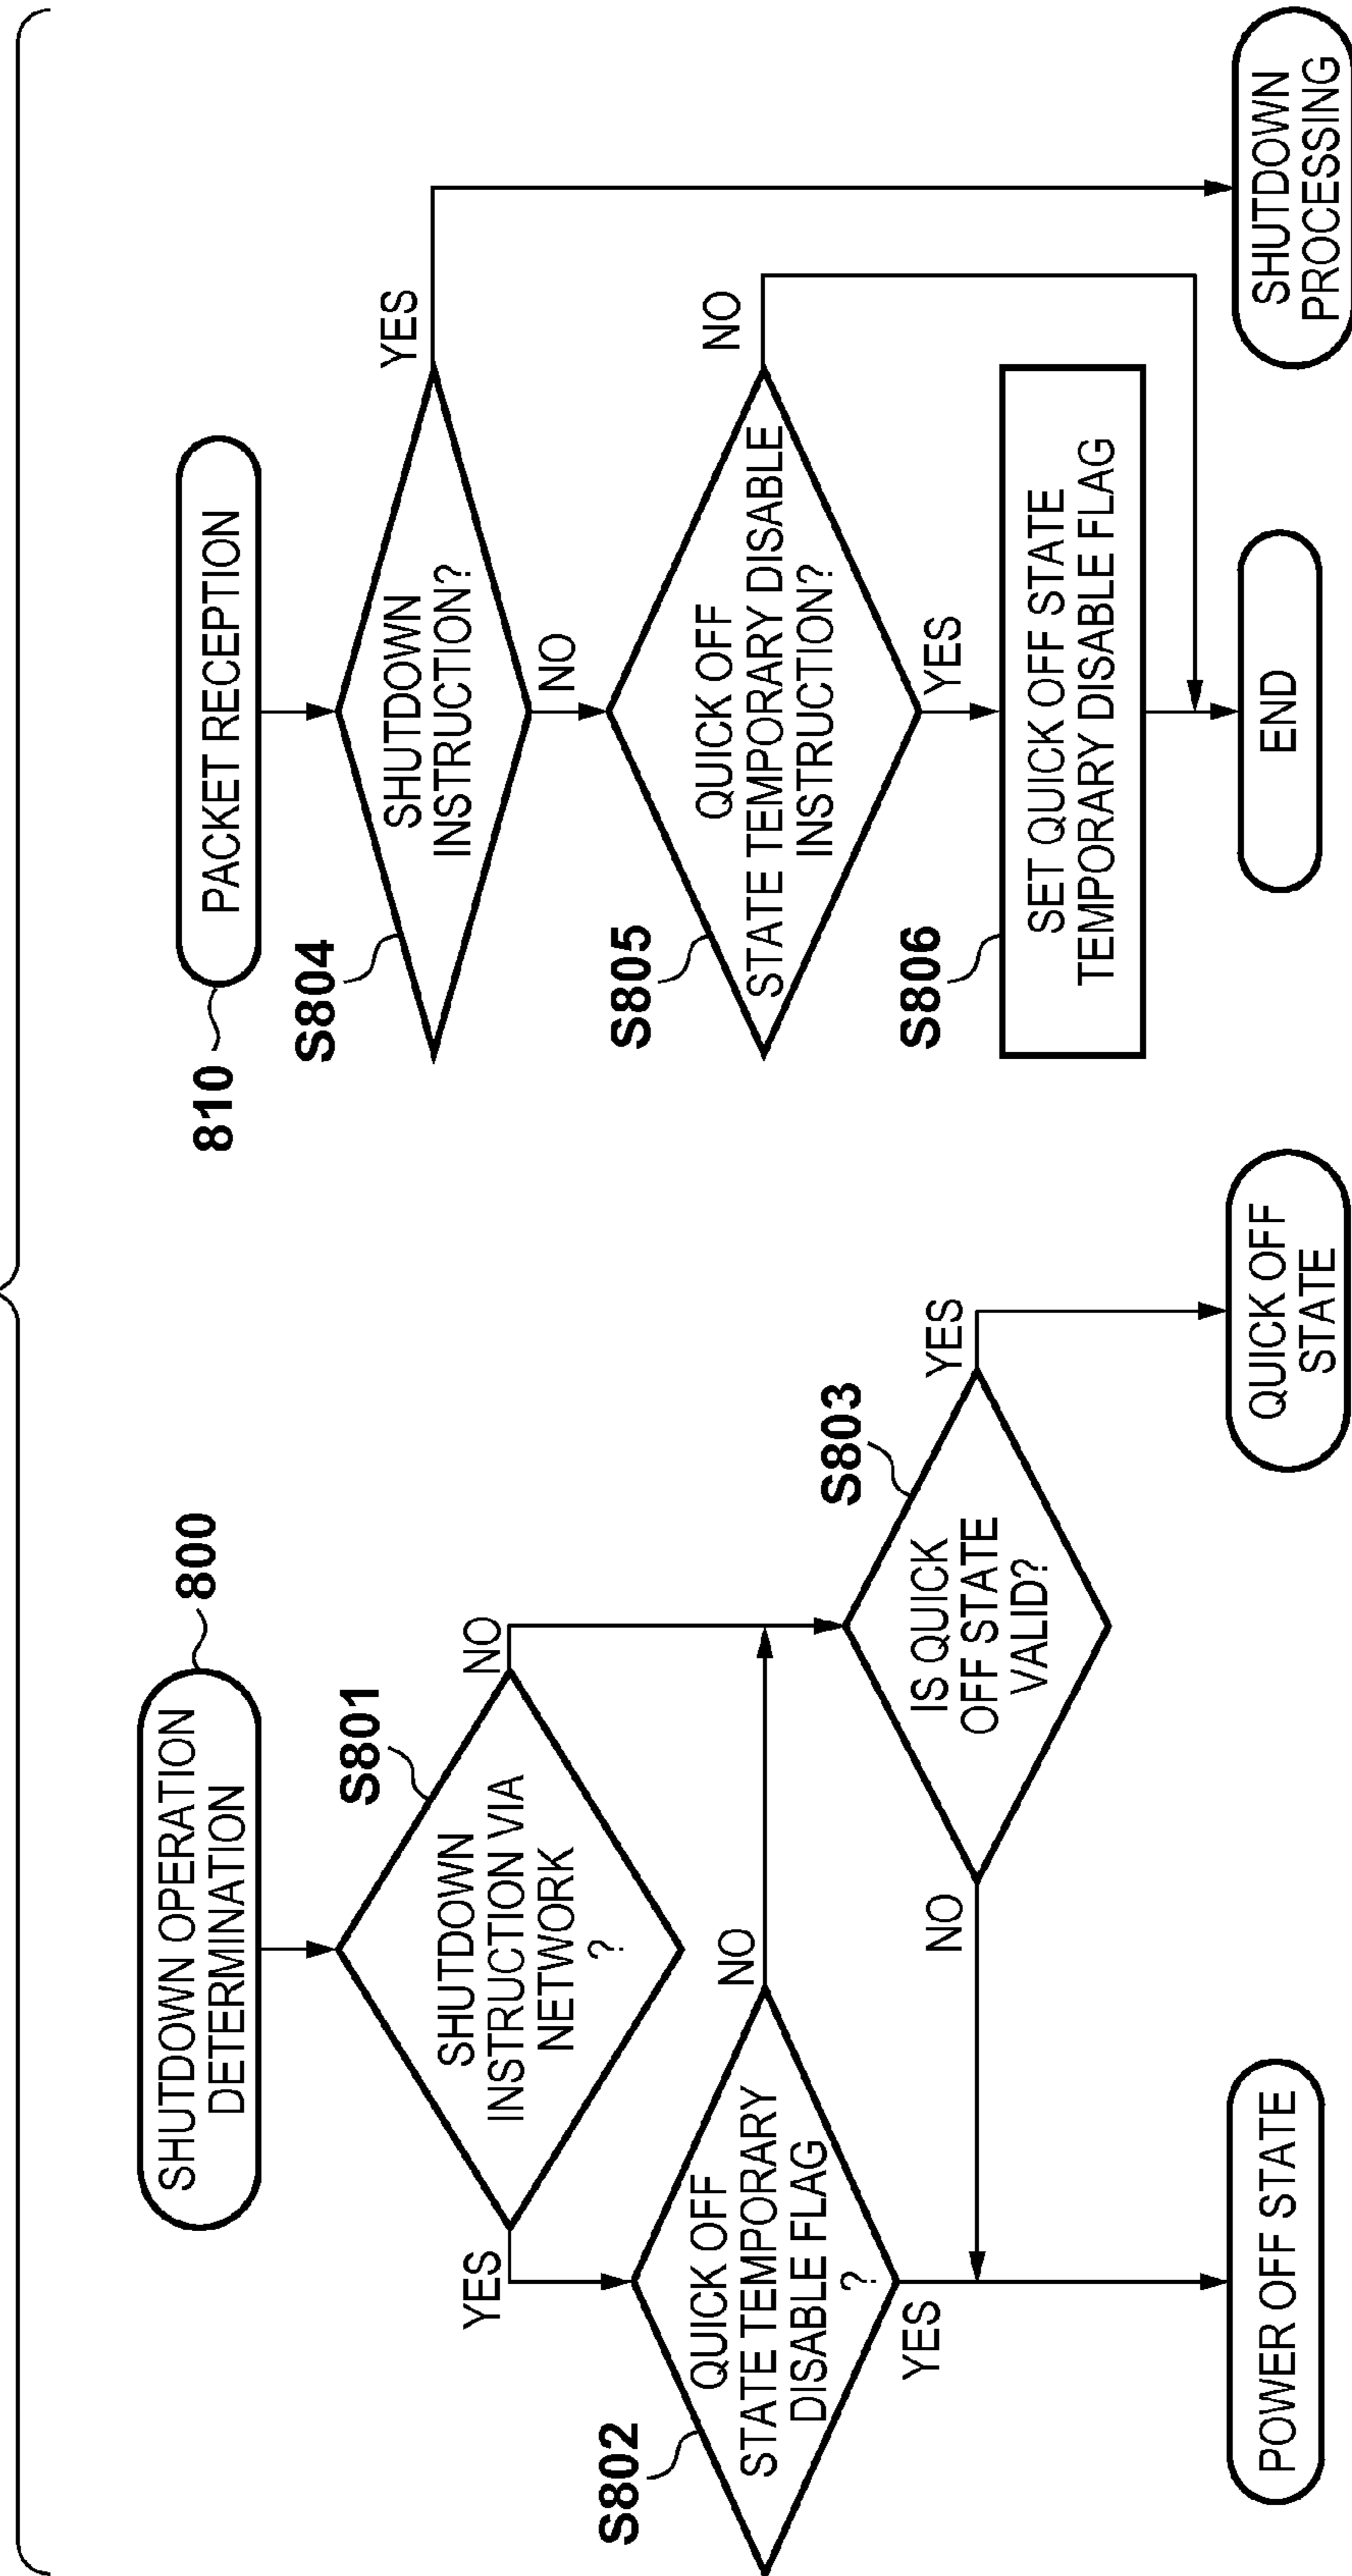 SHUTDOWN OPERATION
DETERMINATION
800
S801
SHUTDOWN
INSTRUCTION VIA
NETWORK
?
YES
NO
S802
QUICK OFF
STATE TEMPORARY
DISABLE FLAG
?
NO
YES
S803
IS QUICK
OFF STATE
VALID?
NO
YES
POWER OFF STATE
QUICK OFF
STATE
810
PACKET RECEPTION
S804
SHUTDOWN
INSTRUCTION?
YES
NO
S805
QUICK OFF
STATE TEMPORARY DISABLE
INSTRUCTION?
NO
YES
S806
SET QUICK OFF STATE
TEMPORARY DISABLE FLAG
END
SHUTDOWN
PROCESSING